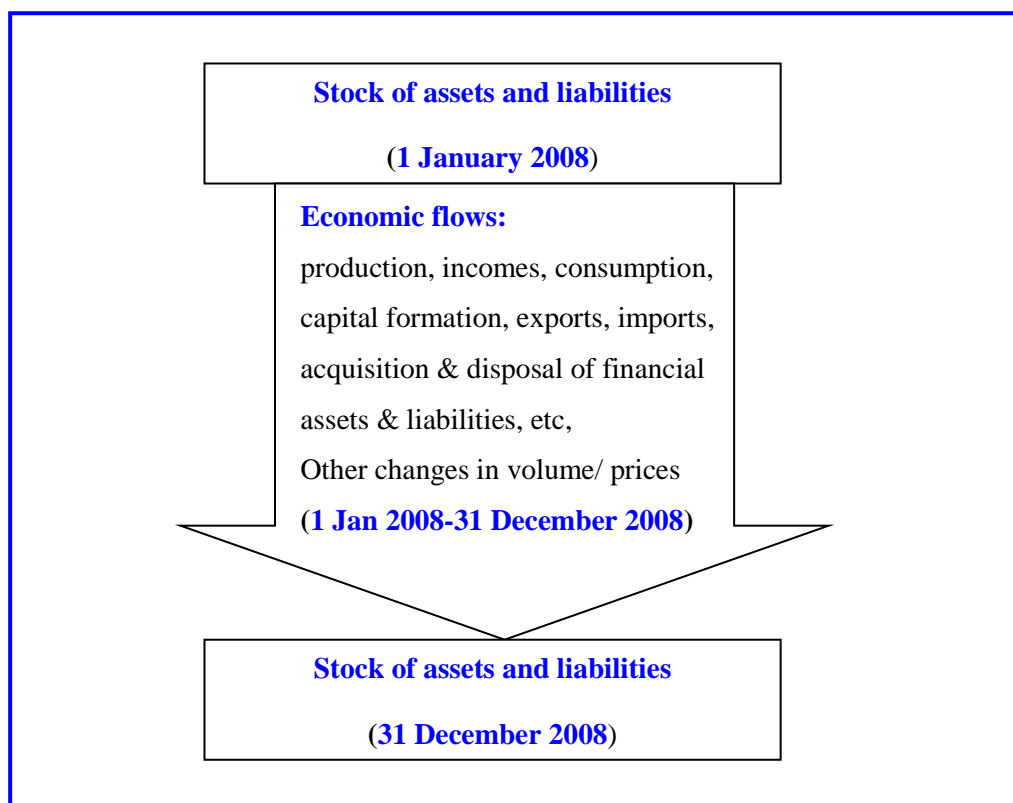 Stock of assets and liabilities
(1 January 2008)
Economic flows:
production, incomes, consumption,
capital formation, exports, imports,
acquisition & disposal of financial
assets & liabilities, etc,
Other changes in volume/ prices
(1 Jan 2008-31 December 2008)
Stock of assets and liabilities
(31 December 2008)